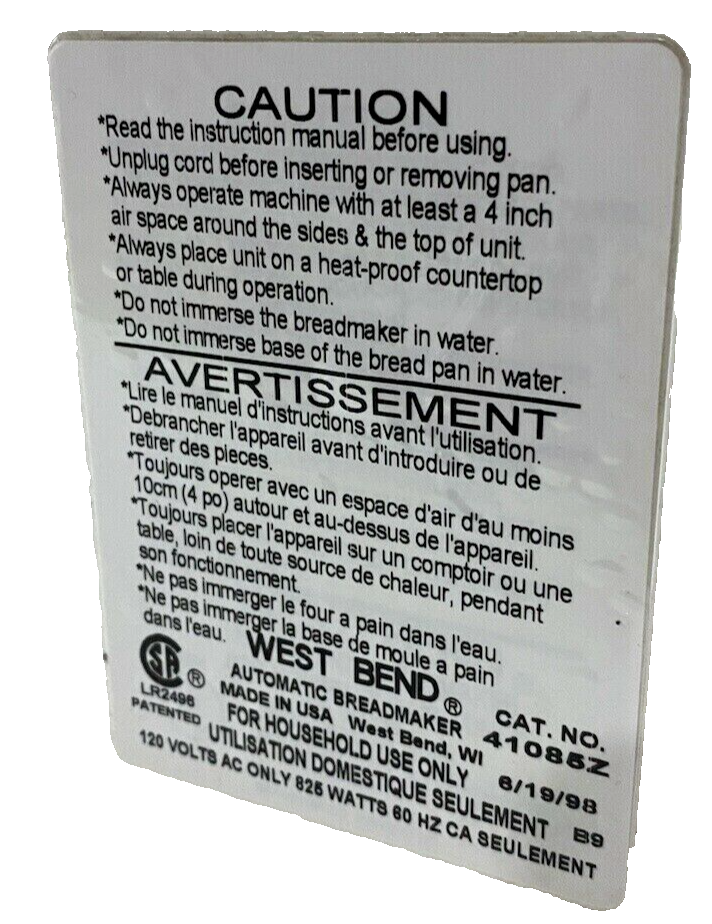 CAUTION
*Read the instruction manual before using.
*Unplug cord before inserting or removing pan.
*Always operate machine with at least a 4 inch
air space around the sides & the top of unit.
*Always place unit on a heat-proof countertop
or table during operation.
*Do not immerse the breadmaker in water.
*Do not immerse base of the bread pan in water.
AVERTISSEMENT
*Lire le manuel d'instructions avant l'utilisation.
*Debrancher l'appareil avant d'introduire ou de
retirer des pieces.
*Toujours operer avec un espace d'air d'au moins
10cm (4 po) autour et au-dessus de l'appareil.
*Toujours placer l'appareil sur un comptoir ou une
table, loin de toute source de chaleur, pendant
son fonctionnement.
*Ne pas immerger le four a pain dans l'eau.
*Ne pas immerger la base de moule a pain
dans l'eau.
WEST BEND®
SA®
LR2496
PATENTED
AUTOMATIC BREADMAKER
MADE IN USA West Bend, WI
CAT. NO.
41085Z
FOR HOUSEHOLD USE ONLY 6/19/98
UTILISATION DOMESTIQUE SEULEMENT B9
120 VOLTS AC ONLY 825 WATTS 60 HZ CA SEULEMENT